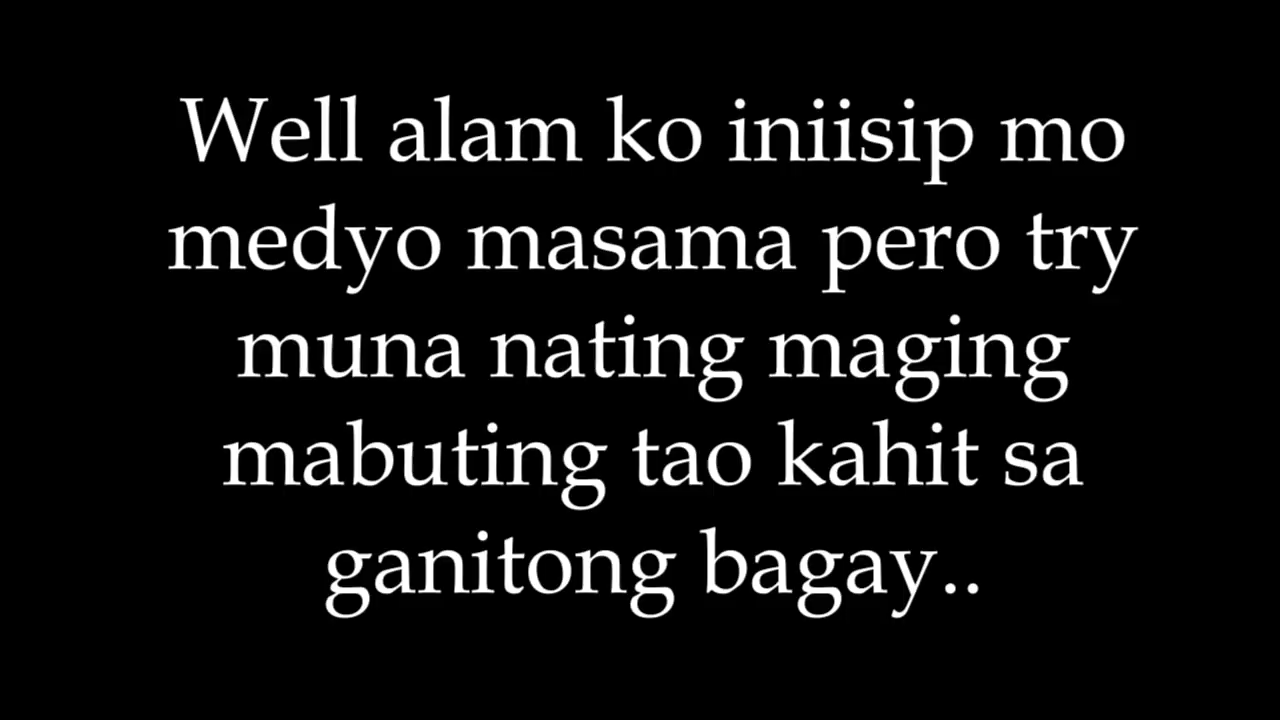 Well alam ko iniisip mo
medyo masama pero try
muna nating maging
mabuting tao kahit sa
ganitong bagay..